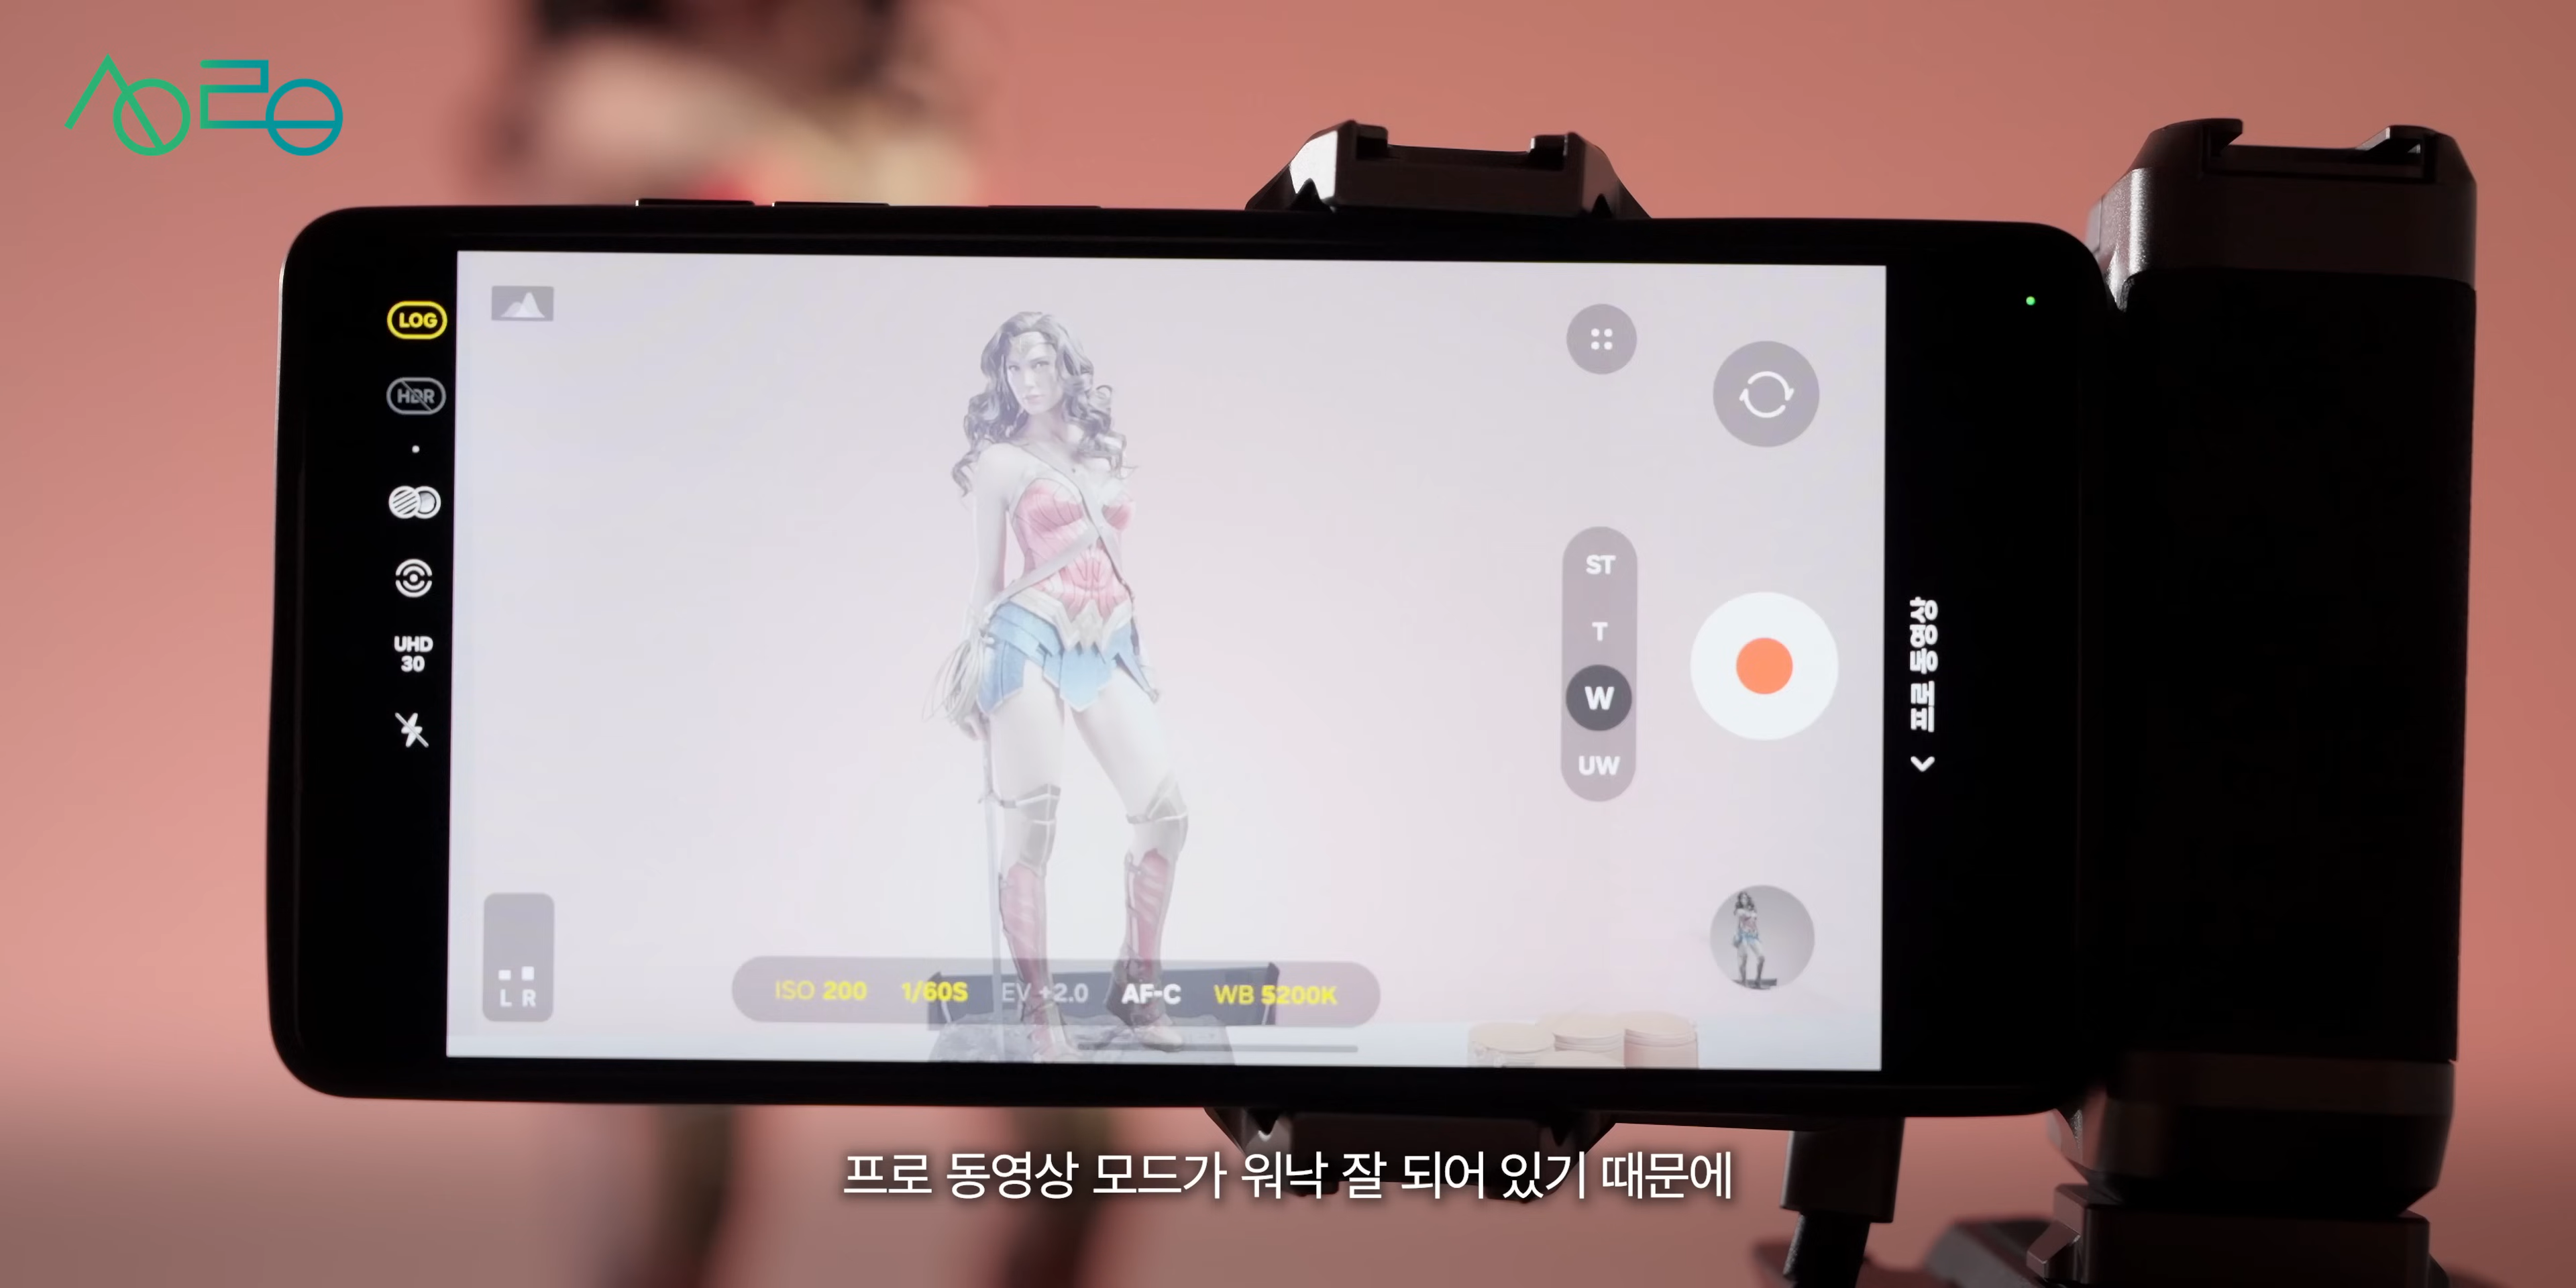 LOG
HDR
UHD
30
L R
ISO 200 1/60S EV +2.0 AF-C WB 5200K
ST
T
W
UW
프로 동영상
프로 동영상 모드가 워낙 잘 되어 있기 때문에